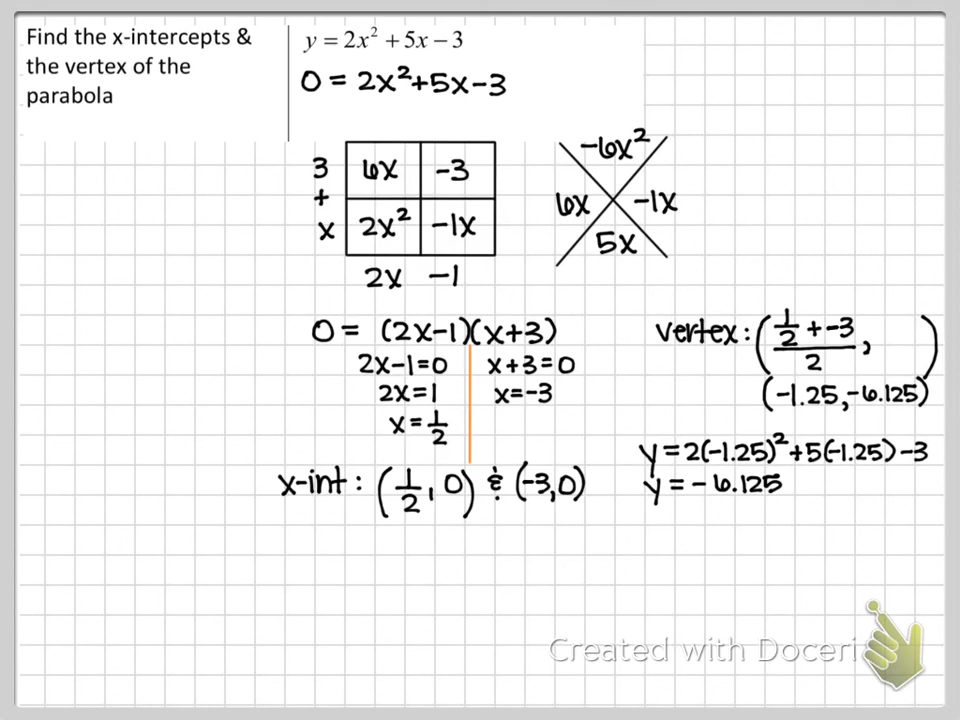 Find the x-intercepts &
the vertex of the
parabola
y = 2x² + 5x − 3
0 = 2x²+5x−3
3 6x −3
+
x 2x² −1x
2x −1
−6x²
6x −1x
5x
0 = (2x−1)(x+3)
2x−1=0 x+3=0
2x=1 x=−3
x=1/2
x-int: (1/2, 0) & (−3,0)
vertex: ((1/2 + −3)/2, )
(−1.25, −6.125)
y = 2(−1.25)² + 5(−1.25) − 3
y = −6.125
Created with Doceri